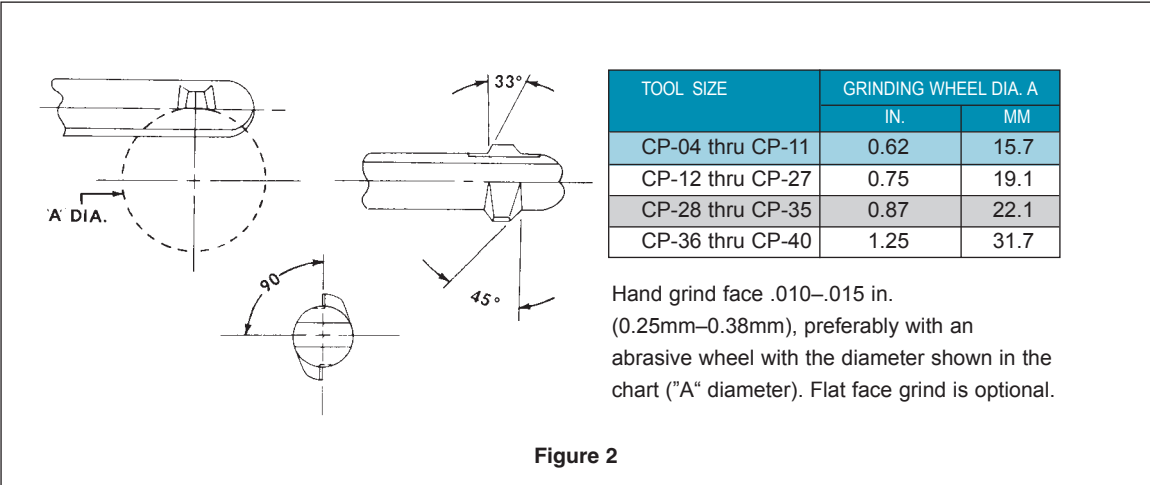 'A' DIA.
33°
45°
90
TOOL SIZE GRINDING WHEEL DIA. A
IN. MM
CP-04 thru CP-11 0.62 15.7
CP-12 thru CP-27 0.75 19.1
CP-28 thru CP-35 0.87 22.1
CP-36 thru CP-40 1.25 31.7
Hand grind face .010–.015 in.
(0.25mm–0.38mm), preferably with an
abrasive wheel with the diameter shown in the
chart (”A“ diameter). Flat face grind is optional.
Figure 2